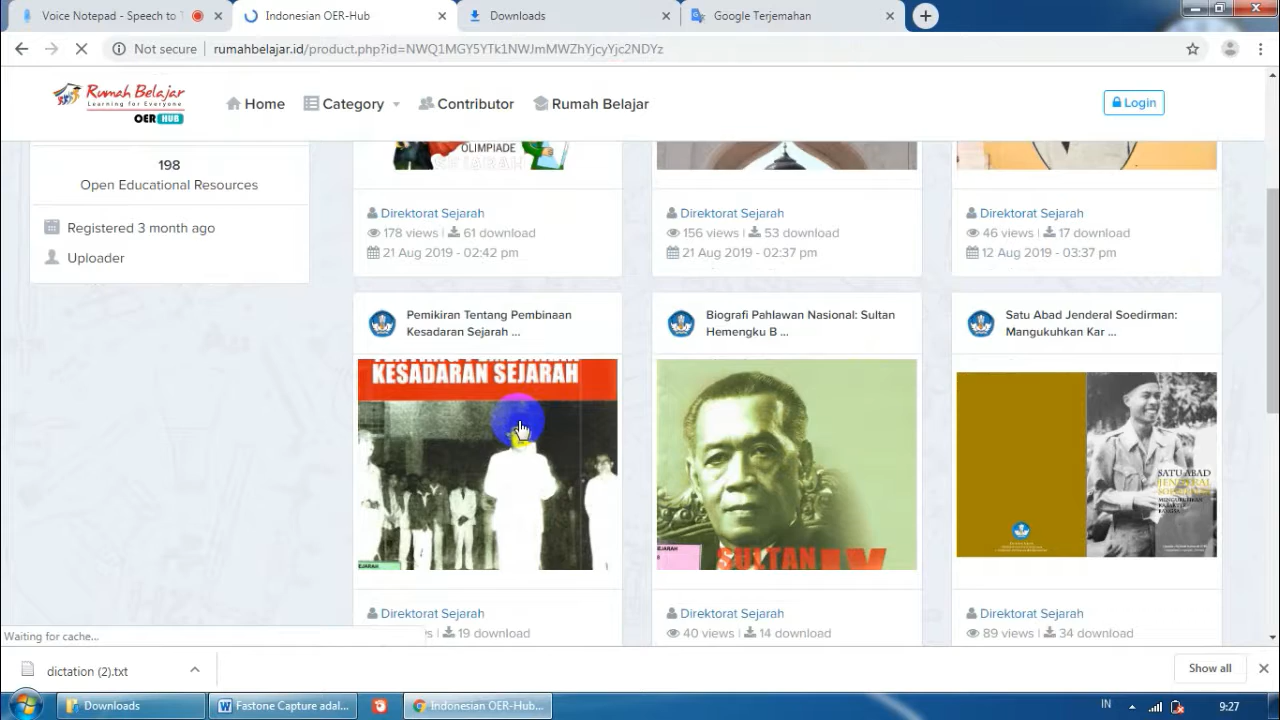 Voice Notepad - Speech to T
Indonesian OER-Hub
Downloads
Google Terjemahan
Not secure
rumahbelajar.id/product.php?id=NWQ1MGY5YTk1NWJmMWZhYjcyYjc2NDYz
Rumah Belajar
Learning for Everyone
OER HUB
Home
Category
Contributor
Rumah Belajar
Login
198
Open Educational Resources
Registered 3 month ago
Uploader
OLIMPIADE
SEJARAH
Direktorat Sejarah
178 views | 61 download
21 Aug 2019 - 02:42 pm
Direktorat Sejarah
156 views | 53 download
21 Aug 2019 - 02:37 pm
Direktorat Sejarah
46 views | 17 download
12 Aug 2019 - 03:37 pm
Pemikiran Tentang Pembinaan
Kesadaran Sejarah ...
KESADARAN SEJARAH
EJARAH
Direktorat Sejarah
s | 19 download
Biografi Pahlawan Nasional: Sultan
Hemengku B ...
EJARAH
SULTAN
Direktorat Sejarah
40 views | 14 download
Satu Abad Jenderal Soedirman:
Mangukuhkan Kar ...
SATU ABAD
JENDERAL
SOEDIRMAN
Direktorat Sejarah
89 views | 34 download
Waiting for cache...
dictation (2).txt
Show all
Downloads
Fastone Capture adal...
Indonesian OER-Hub...
IN
9:27